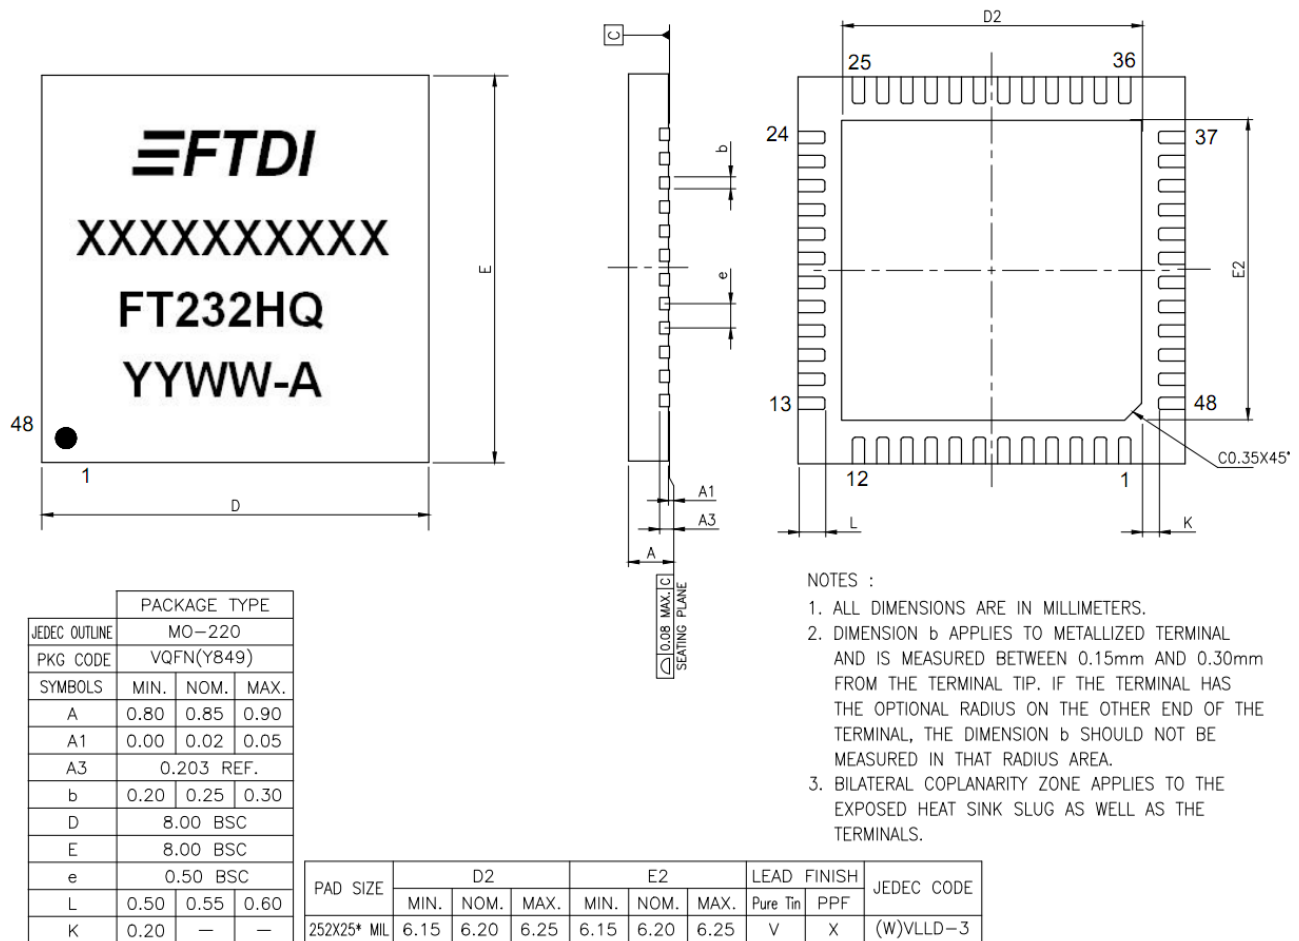 FTDI
XXXXXXXXXX
FT232HQ
YYWW-A
48
1
D
E
C
b
e
A1
A3
A
0.08 MAX. C
SEATING PLANE
D2
25 36
24 37
E2
13 48
12 1
C0.35X45°
L K
PACKAGE TYPE
JEDEC OUTLINE MO-220
PKG CODE VQFN(Y849)
SYMBOLS MIN. NOM. MAX.
A 0.80 0.85 0.90
A1 0.00 0.02 0.05
A3 0.203 REF.
b 0.20 0.25 0.30
D 8.00 BSC
E 8.00 BSC
e 0.50 BSC
L 0.50 0.55 0.60
K 0.20 — —
NOTES :
1. ALL DIMENSIONS ARE IN MILLIMETERS.
2. DIMENSION b APPLIES TO METALLIZED TERMINAL
AND IS MEASURED BETWEEN 0.15mm AND 0.30mm
FROM THE TERMINAL TIP. IF THE TERMINAL HAS
THE OPTIONAL RADIUS ON THE OTHER END OF THE
TERMINAL, THE DIMENSION b SHOULD NOT BE
MEASURED IN THAT RADIUS AREA.
3. BILATERAL COPLANARITY ZONE APPLIES TO THE
EXPOSED HEAT SINK SLUG AS WELL AS THE
TERMINALS.
PAD SIZE D2 E2 LEAD FINISH JEDEC CODE
MIN. NOM. MAX. MIN. NOM. MAX. Pure Tin PPF
252X25* MIL 6.15 6.20 6.25 6.15 6.20 6.25 V X (W)VLLD-3